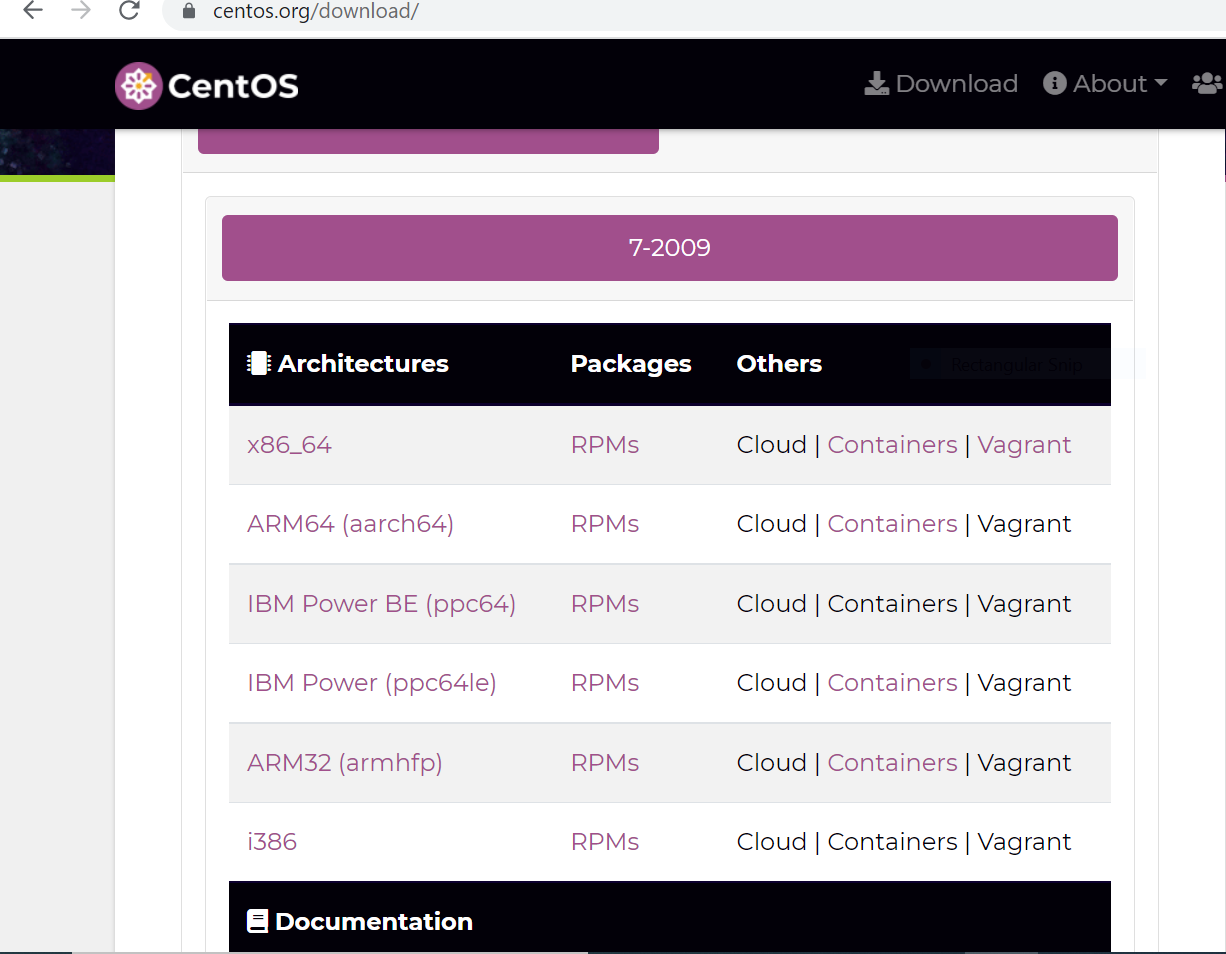 centos.org/download/
CentOS Download About
7-2009
Architectures Packages Others
Rectangular Snip
x86_64 RPMs Cloud | Containers | Vagrant
ARM64 (aarch64) RPMs Cloud | Containers | Vagrant
IBM Power BE (ppc64) RPMs Cloud | Containers | Vagrant
IBM Power (ppc64le) RPMs Cloud | Containers | Vagrant
ARM32 (armhfp) RPMs Cloud | Containers | Vagrant
i386 RPMs Cloud | Containers | Vagrant
Documentation